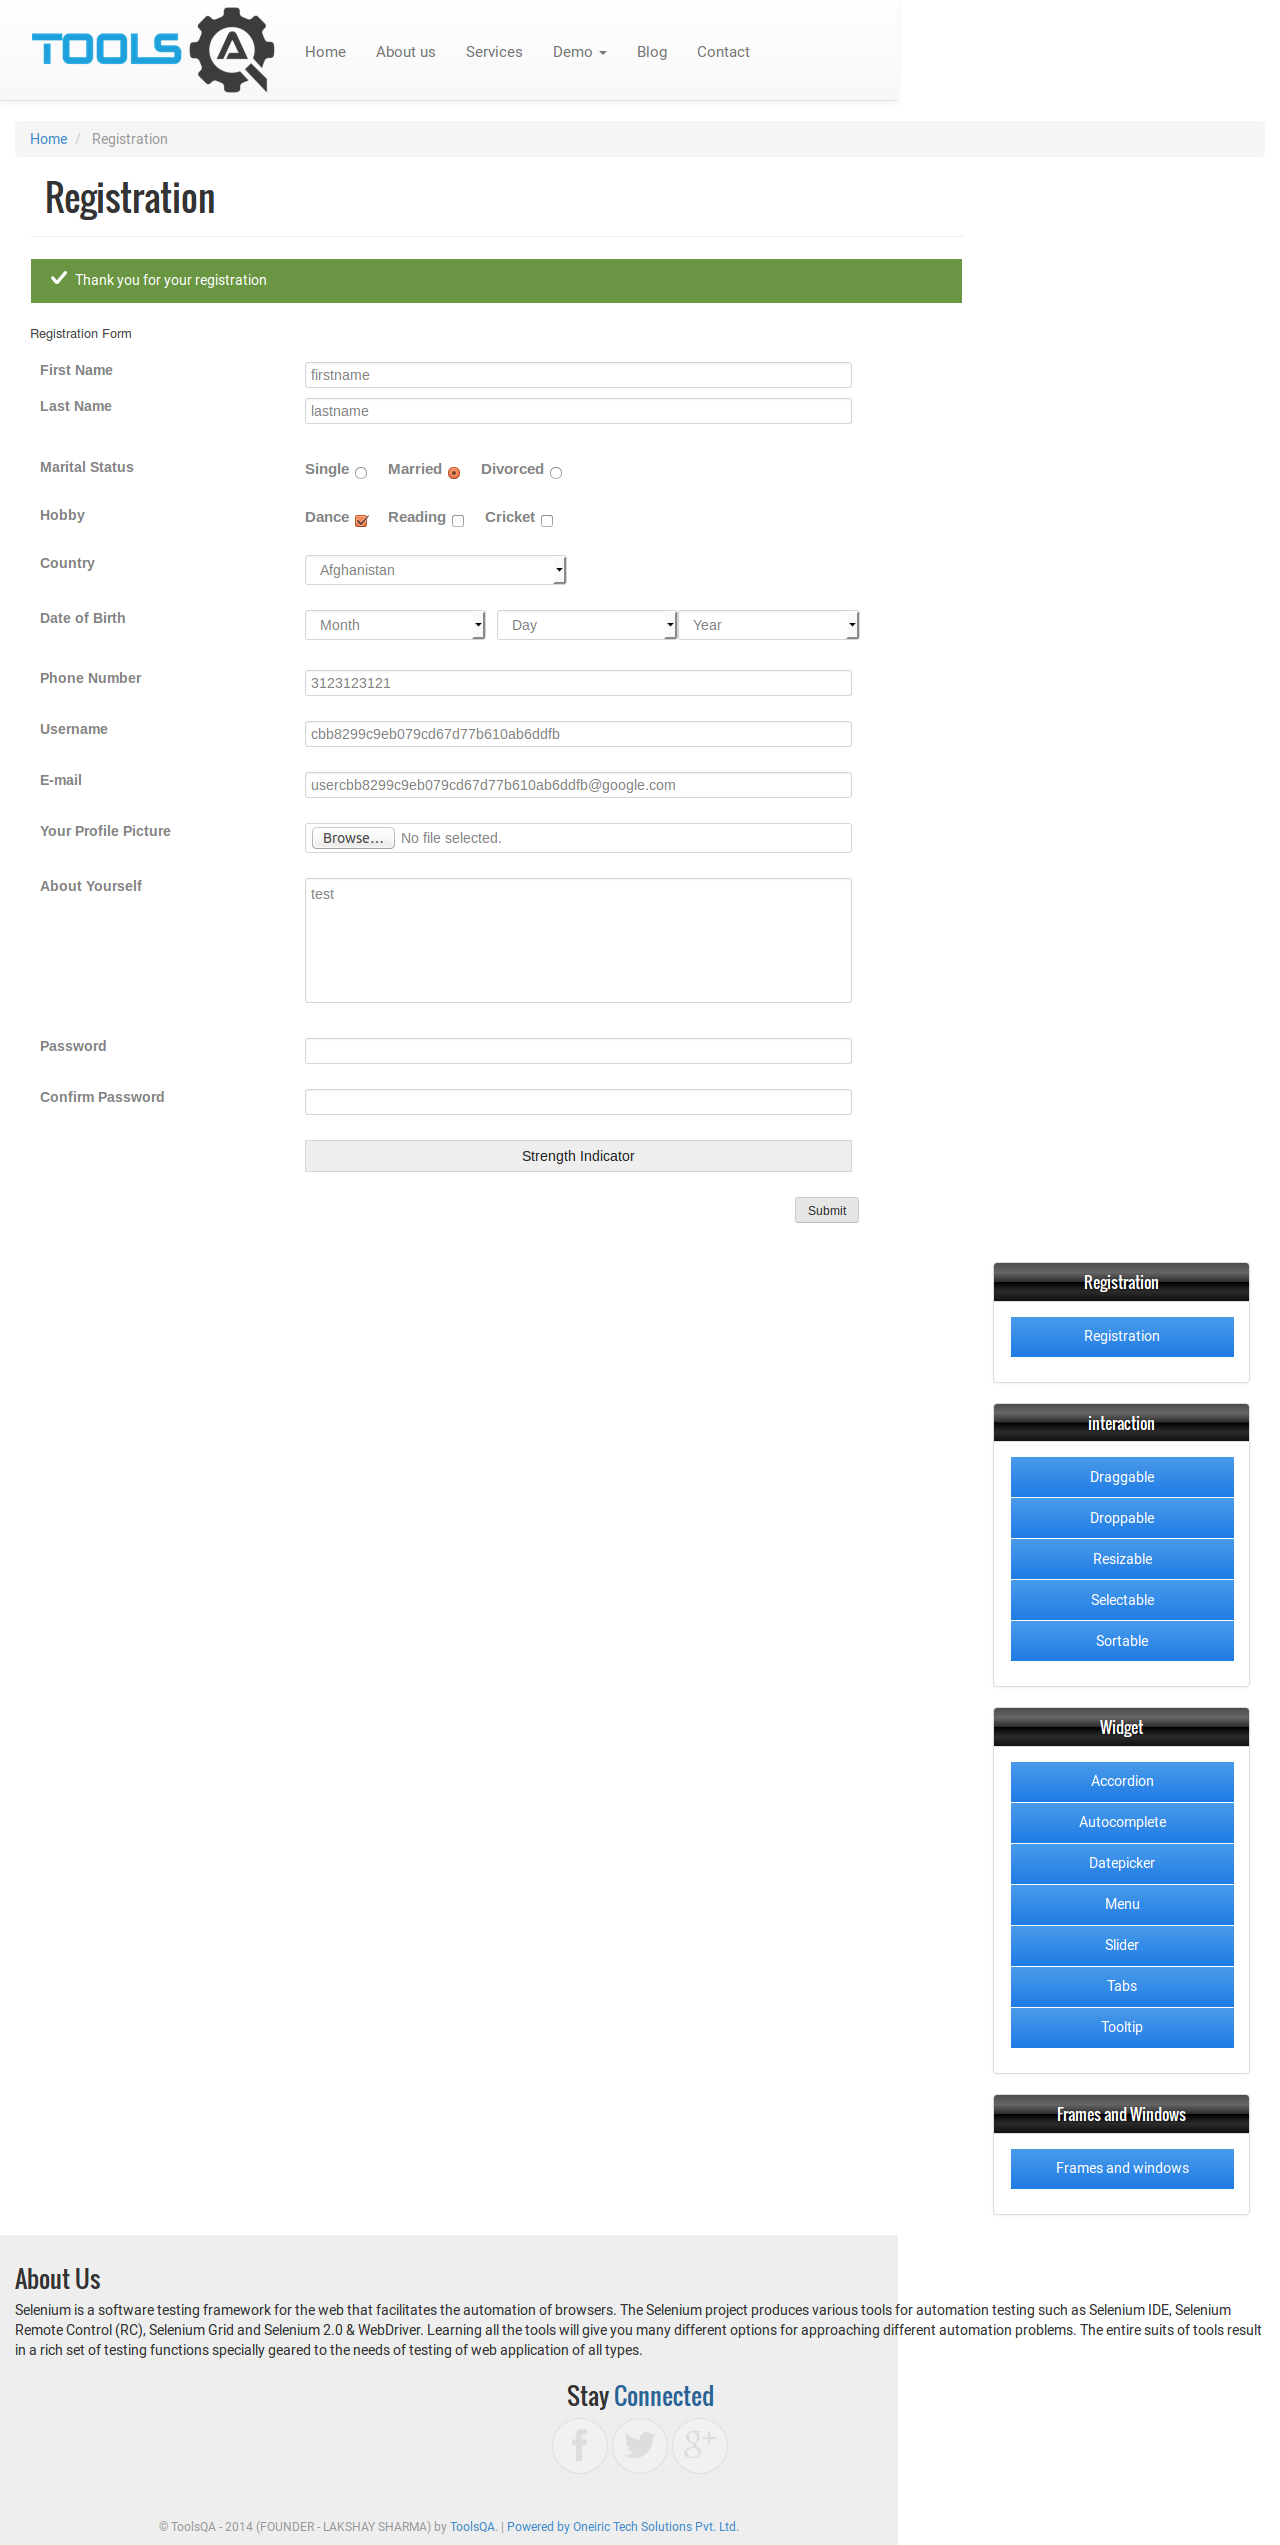 TOOLS QA Home About us Services Demo Blog Contact
Home / Registration
Registration
Thank you for your registration
Registration Form
First Name firstname
Last Name lastname
Marital Status Single Married Divorced
Hobby Dance Reading Cricket
Country Afghanistan
Date of Birth Month Day Year
Phone Number 3123123121
Username cbb8299c9eb079cd67d77b610ab6ddfb
E-mail usercbb8299c9eb079cd67d77b610ab6ddfb@google.com
Your Profile Picture Browse... No file selected.
About Yourself test
Password
Confirm Password
Strength Indicator
Submit
Registration
Registration
interaction
Draggable
Droppable
Resizable
Selectable
Sortable
Widget
Accordion
Autocomplete
Datepicker
Menu
Slider
Tabs
Tooltip
Frames and Windows
Frames and windows
About Us
Selenium is a software testing framework for the web that facilitates the automation of browsers. The Selenium project produces various tools for automation testing such as Selenium IDE, Selenium
Remote Control (RC), Selenium Grid and Selenium 2.0 & WebDriver. Learning all the tools will give you many different options for approaching different automation problems. The entire suits of tools result
in a rich set of testing functions specially geared to the needs of testing of web application of all types.
Stay Connected
f g+
© ToolsQA - 2014 (FOUNDER - LAKSHAY SHARMA) by ToolsQA. | Powered by Oneiric Tech Solutions Pvt. Ltd.